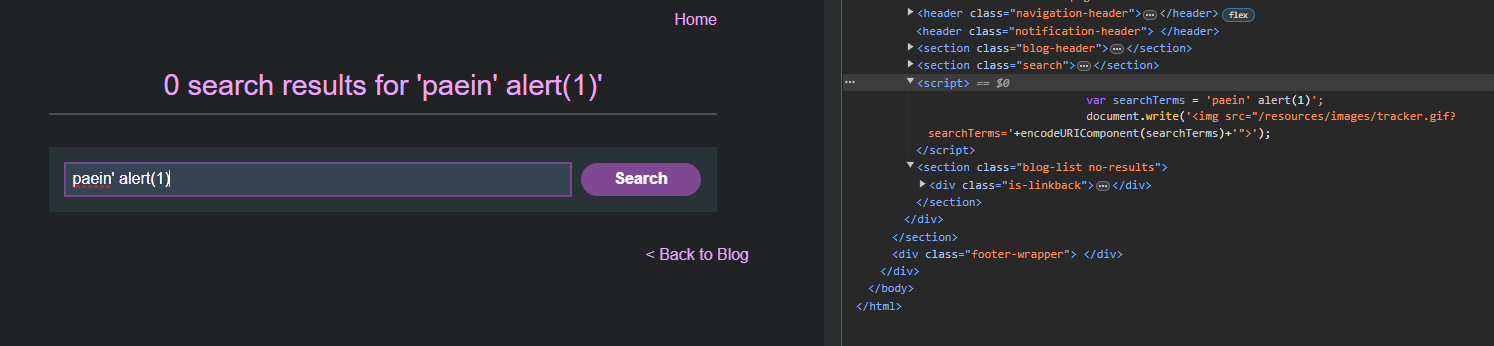 Home
0 search results for 'paein' alert(1)'
paein' alert(1)
Search
< Back to Blog
<header class="navigation-header">…</header> flex
<header class="notification-header"> </header>
<section class="blog-header">…</section>
<section class="search">…</section>
… <script> == $0
var searchTerms = 'paein' alert(1)';
document.write('<img src="/resources/images/tracker.gif?
searchTerms='+encodeURIComponent(searchTerms)+'">');
</script>
<section class="blog-list no-results">
<div class="is-linkback">…</div>
</section>
</div>
</section>
<div class="footer-wrapper"> </div>
</div>
</body>
</html>